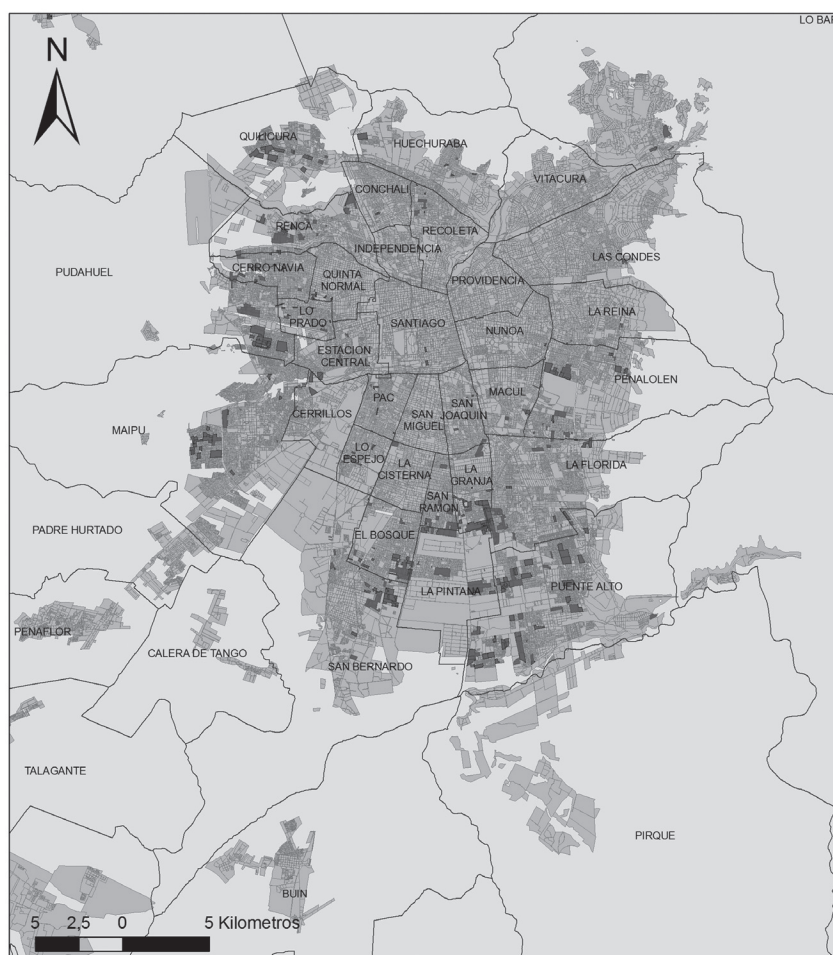 LO BAR
N
QUILICURA
HUECHURABA
CONCHALI
VITACURA
RENCA
RECOLETA
INDEPENDENCIA
PUDAHUEL
CERRO NAVIA
LAS CONDES
QUINTA
NORMAL
PROVIDENCIA
LO
PRADO
SANTIAGO
LA REINA
NUNOA
ESTACION
CENTRAL
PENALOLEN
PAC
MACUL
SAN
JOAQUIN
CERRILLOS
SAN
MIGUEL
MAIPU
LO
ESPEJO
LA
CISTERNA
LA
GRANJA
LA FLORIDA
SAN
RAMON
PADRE HURTADO
EL BOSQUE
LA PINTANA
PUENTE ALTO
PENAFLOR
CALERA DE TANGO
SAN BERNARDO
TALAGANTE
PIRQUE
BUIN
5 2,5 0 5 Kilometros